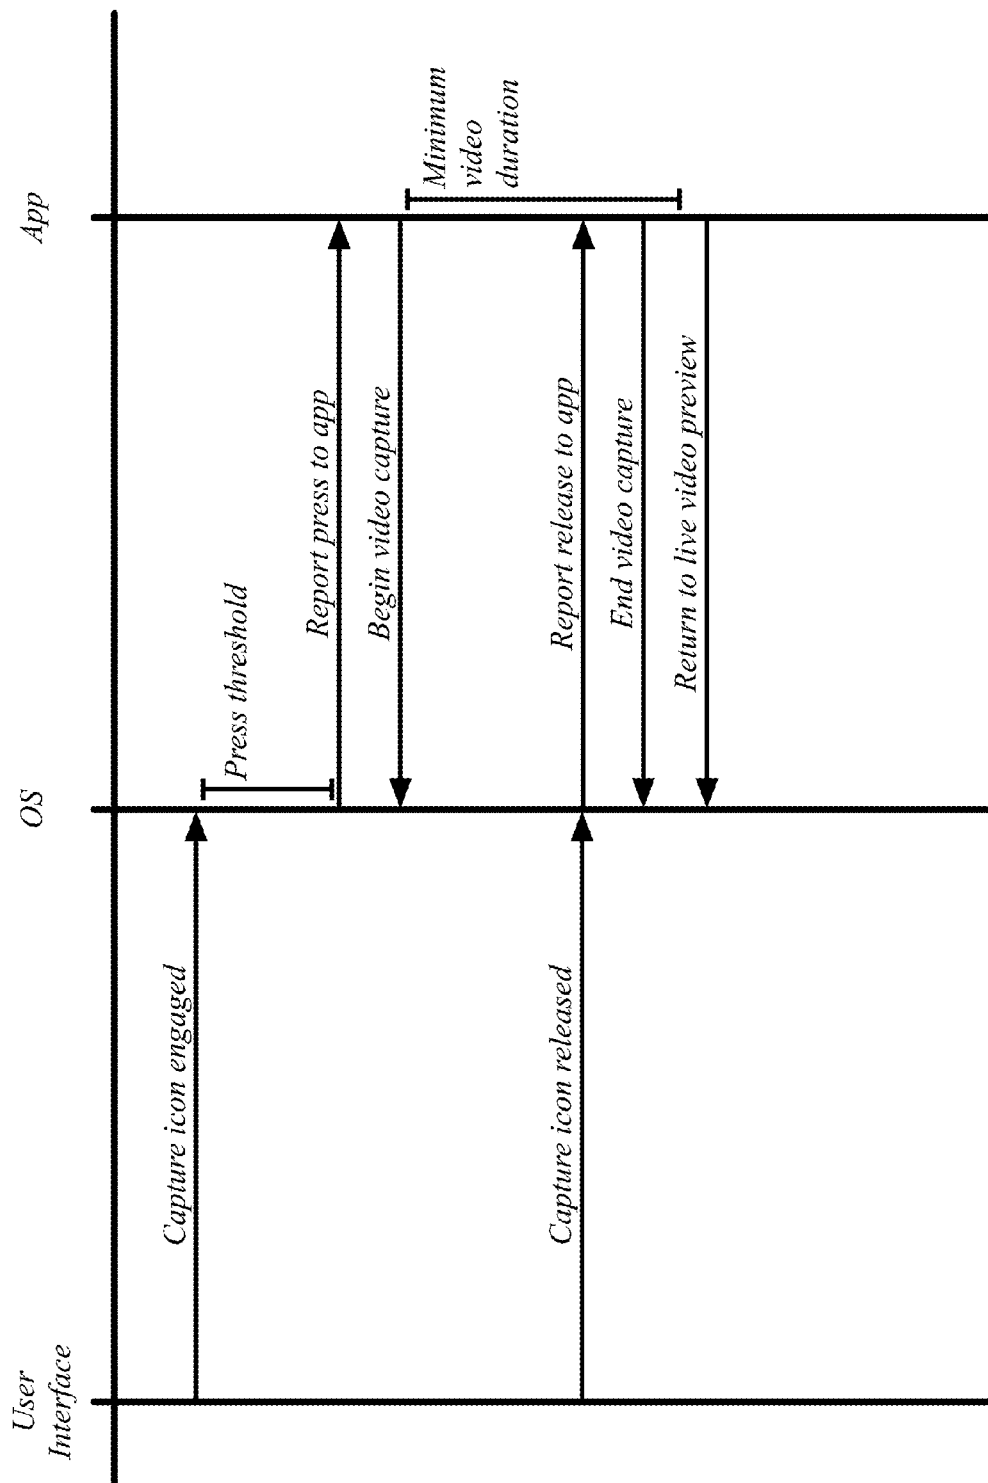 User
Interface
OS
App
Capture icon engaged
Press threshold
Report press to app
Begin video capture
Minimum
video
duration
Capture icon released
Report release to app
End video capture
Return to live video preview